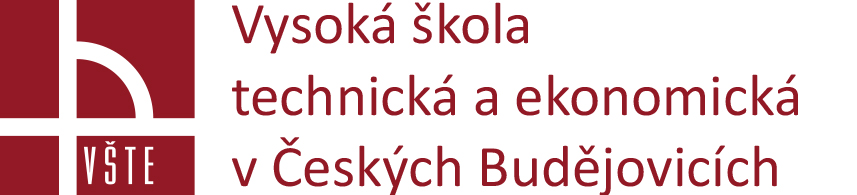 Vysoká škola
technická a ekonomická
v Českých Budějovicích
VŠTE